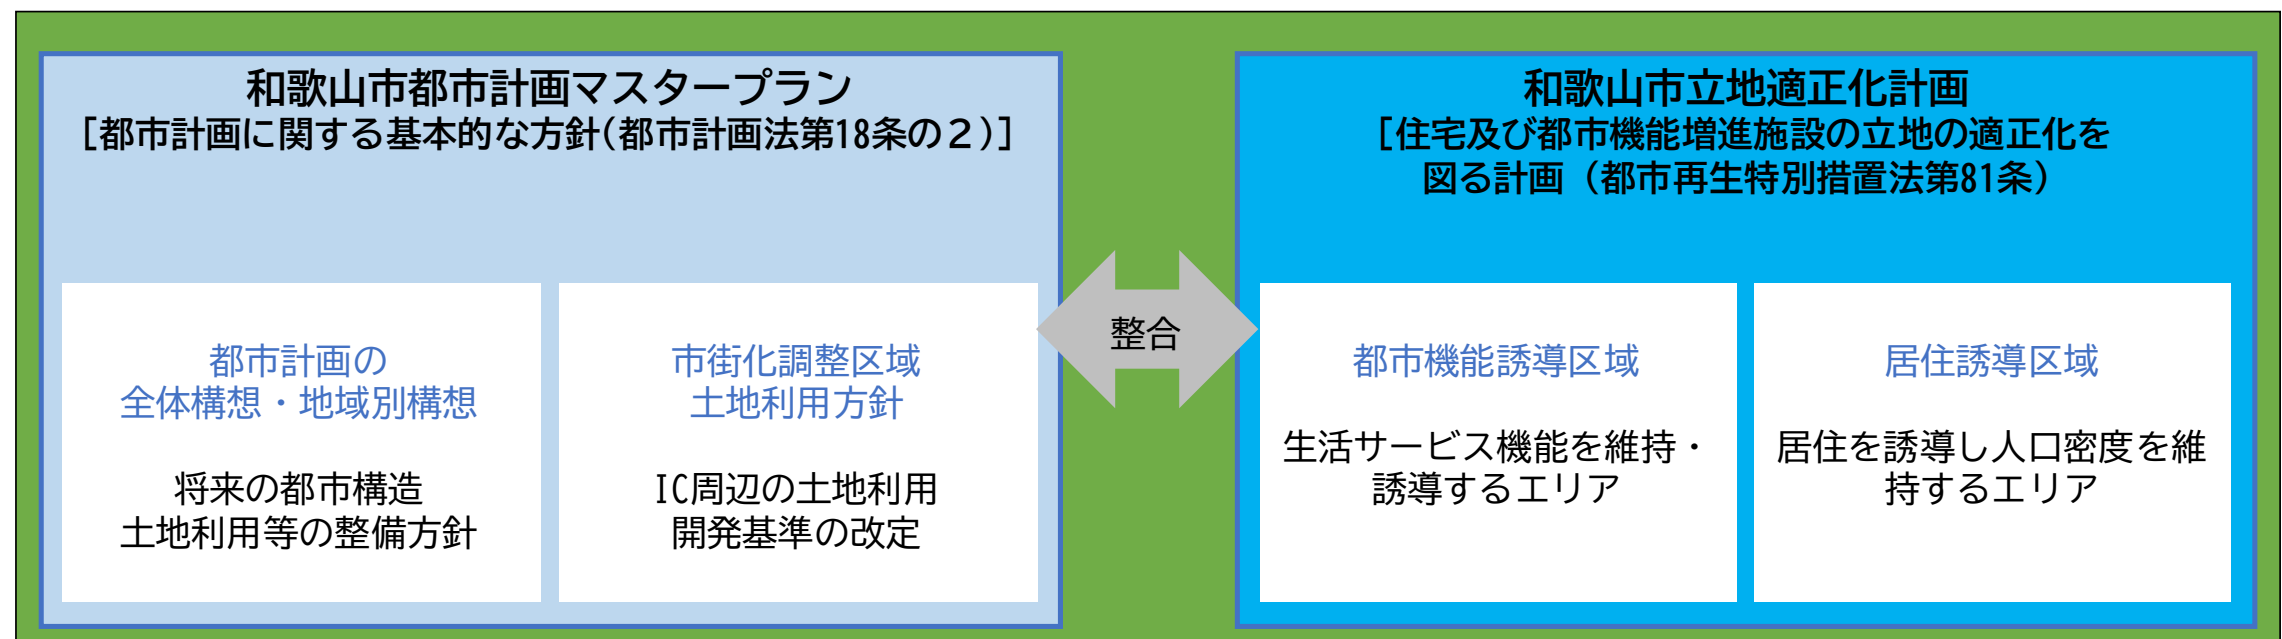 和歌山市都市計画マスタープラン
[都市計画に関する基本的な方針(都市計画法第18条の２)]
都市計画の
全体構想・地域別構想
将来の都市構造
土地利用等の整備方針
市街化調整区域
土地利用方針
IC周辺の土地利用
開発基準の改定
整合
和歌山市立地適正化計画
[住宅及び都市機能増進施設の立地の適正化を
図る計画（都市再生特別措置法第81条）
都市機能誘導区域
生活サービス機能を維持・
誘導するエリア
居住誘導区域
居住を誘導し人口密度を維
持するエリア